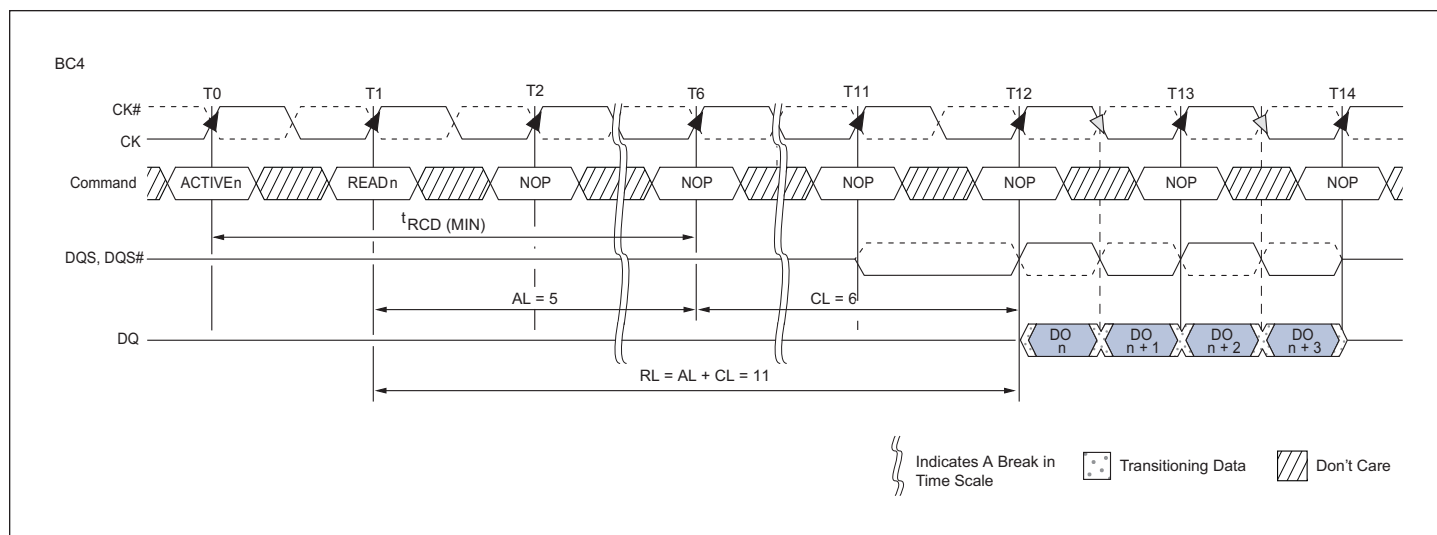 BC4
T0 T1 T2 T6 T11 T12 T13 T14
CK#
CK
Command ACTIVE n READ n NOP NOP NOP NOP NOP NOP
tRCD (MIN)
DQS, DQS#
AL = 5 CL = 6
DQ DO n DO n + 1 DO n + 2 DO n + 3
RL = AL + CL = 11
Indicates A Break in
Time Scale
Transitioning Data
Don't Care